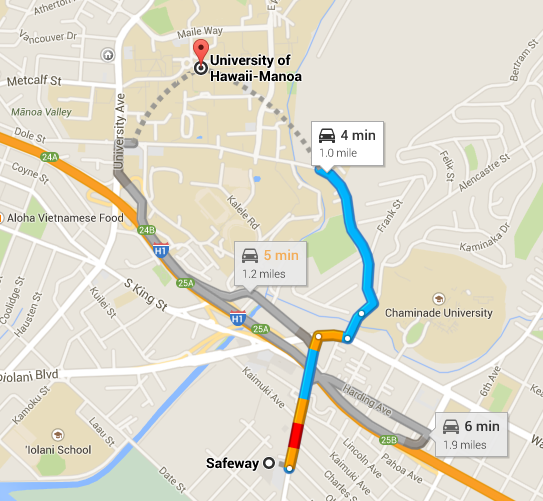 Vancouver Dr
Maile Way
University of
Hawaii-Manoa
Metcalf St
Bertram St
Mānoa Valley
University Ave
4 min
1.0 mile
Dole St
24A
Coyne St
Felix St
Alencastre St
Kalele Rd
Frank St
Aloha Vietnamese Food
24B
H1
Kaminaka Dr
5 min
1.2 miles
25A
S King St
Coolidge St
Hausten St
Kuilei St
H1
25A
Chaminade University
Kaimuki Ave
6th Ave
Harding Ave
Kamoku St
Laau St
6 min
1.9 miles
'Iolani School
25B
Pahoa Ave
Lincoln Ave
Kaimuki Ave
Safeway
Date St